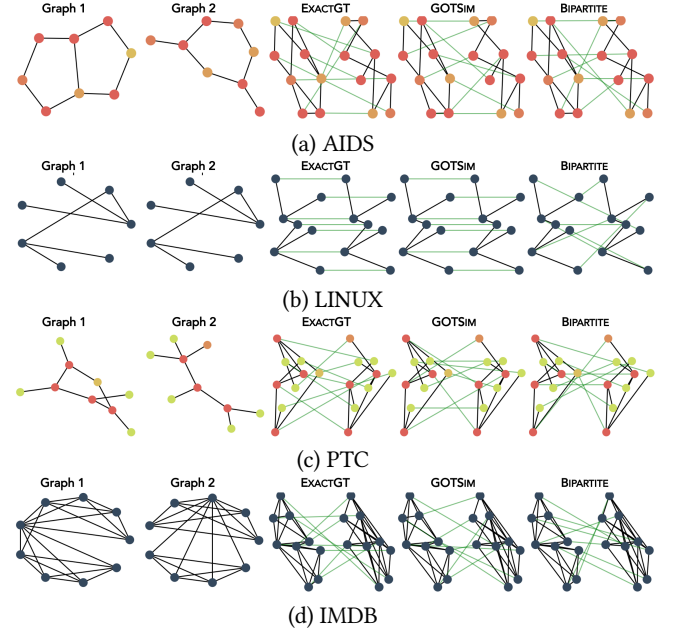 Graph 1 Graph 2 EXACTGT GOTSIM BIPARTITE
(a) AIDS
Graph 1 Graph 2 EXACTGT GOTSIM BIPARTITE
(b) LINUX
Graph 1 Graph 2 EXACTGT GOTSIM BIPARTITE
(c) PTC
Graph 1 Graph 2 EXACTGT GOTSIM BIPARTITE
(d) IMDB